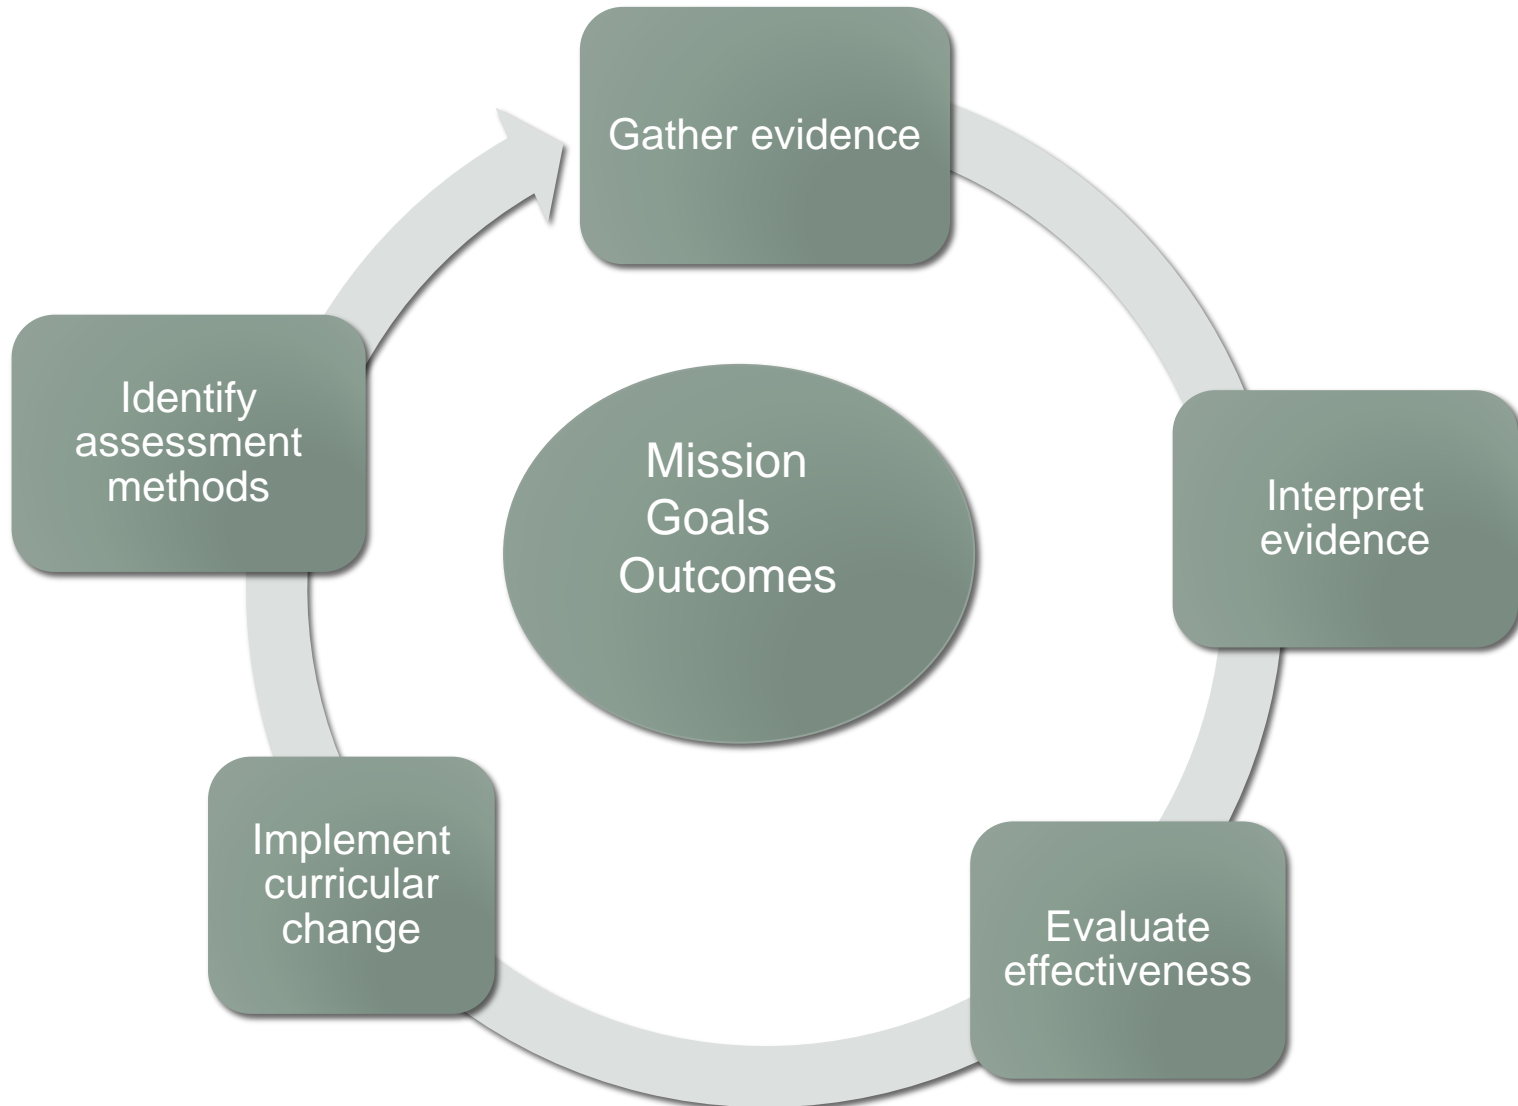 Gather evidence
Identify
assessment
methods
Mission
Goals
Outcomes
Interpret
evidence
Implement
curricular
change
Evaluate
effectiveness